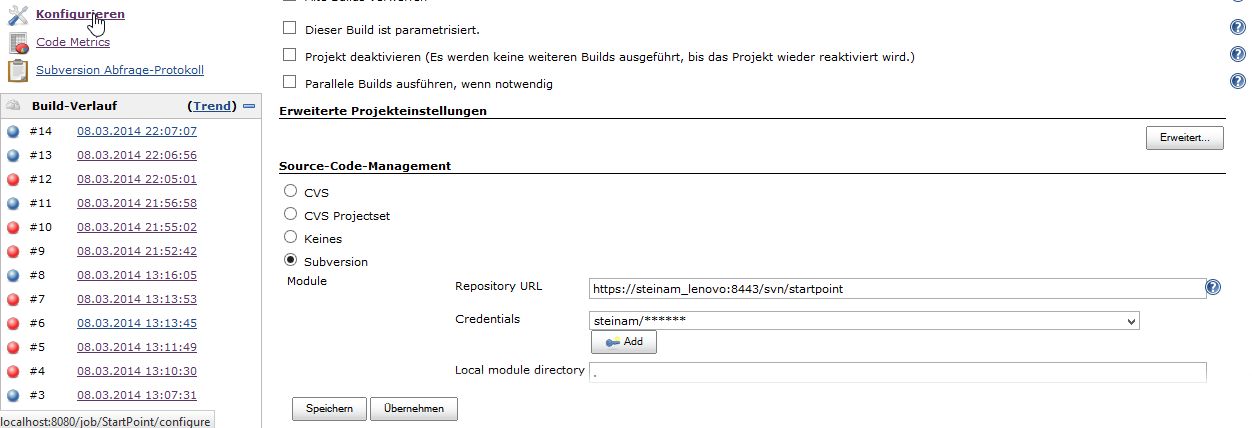 Konfigurieren
Code Metrics
Subversion Abfrage-Protokoll
Build-Verlauf (Trend)
#14 08.03.2014 22:07:07
#13 08.03.2014 22:06:56
#12 08.03.2014 22:05:01
#11 08.03.2014 21:56:58
#10 08.03.2014 21:55:02
#9 08.03.2014 21:52:42
#8 08.03.2014 13:16:05
#7 08.03.2014 13:13:53
#6 08.03.2014 13:13:45
#5 08.03.2014 13:11:49
#4 08.03.2014 13:10:30
#3 08.03.2014 13:07:31
localhost:8080/job/StartPoint/configure
Dieser Build ist parametrisiert.
Projekt deaktivieren (Es werden keine weiteren Builds ausgeführt, bis das Projekt wieder reaktiviert wird.)
Parallele Builds ausführen, wenn notwendig
Erweiterte Projekteinstellungen
Erweitert...
Source-Code-Management
CVS
CVS Projectset
Keines
Subversion
Module
Repository URL https://steinam_lenovo:8443/svn/startpoint
Credentials steinam/******
Add
Local module directory .
Speichern Übernehmen